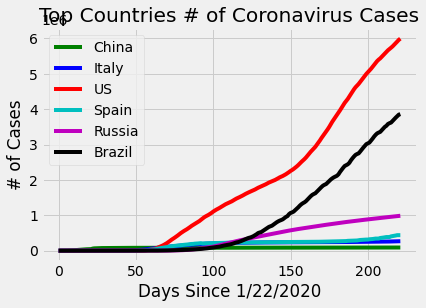 Top Countries # of Coronavirus Cases
1e6
China
Italy
US
Spain
Russia
Brazil
# of Cases
6
5
4
3
2
1
0
0 50 100 150 200
Days Since 1/22/2020